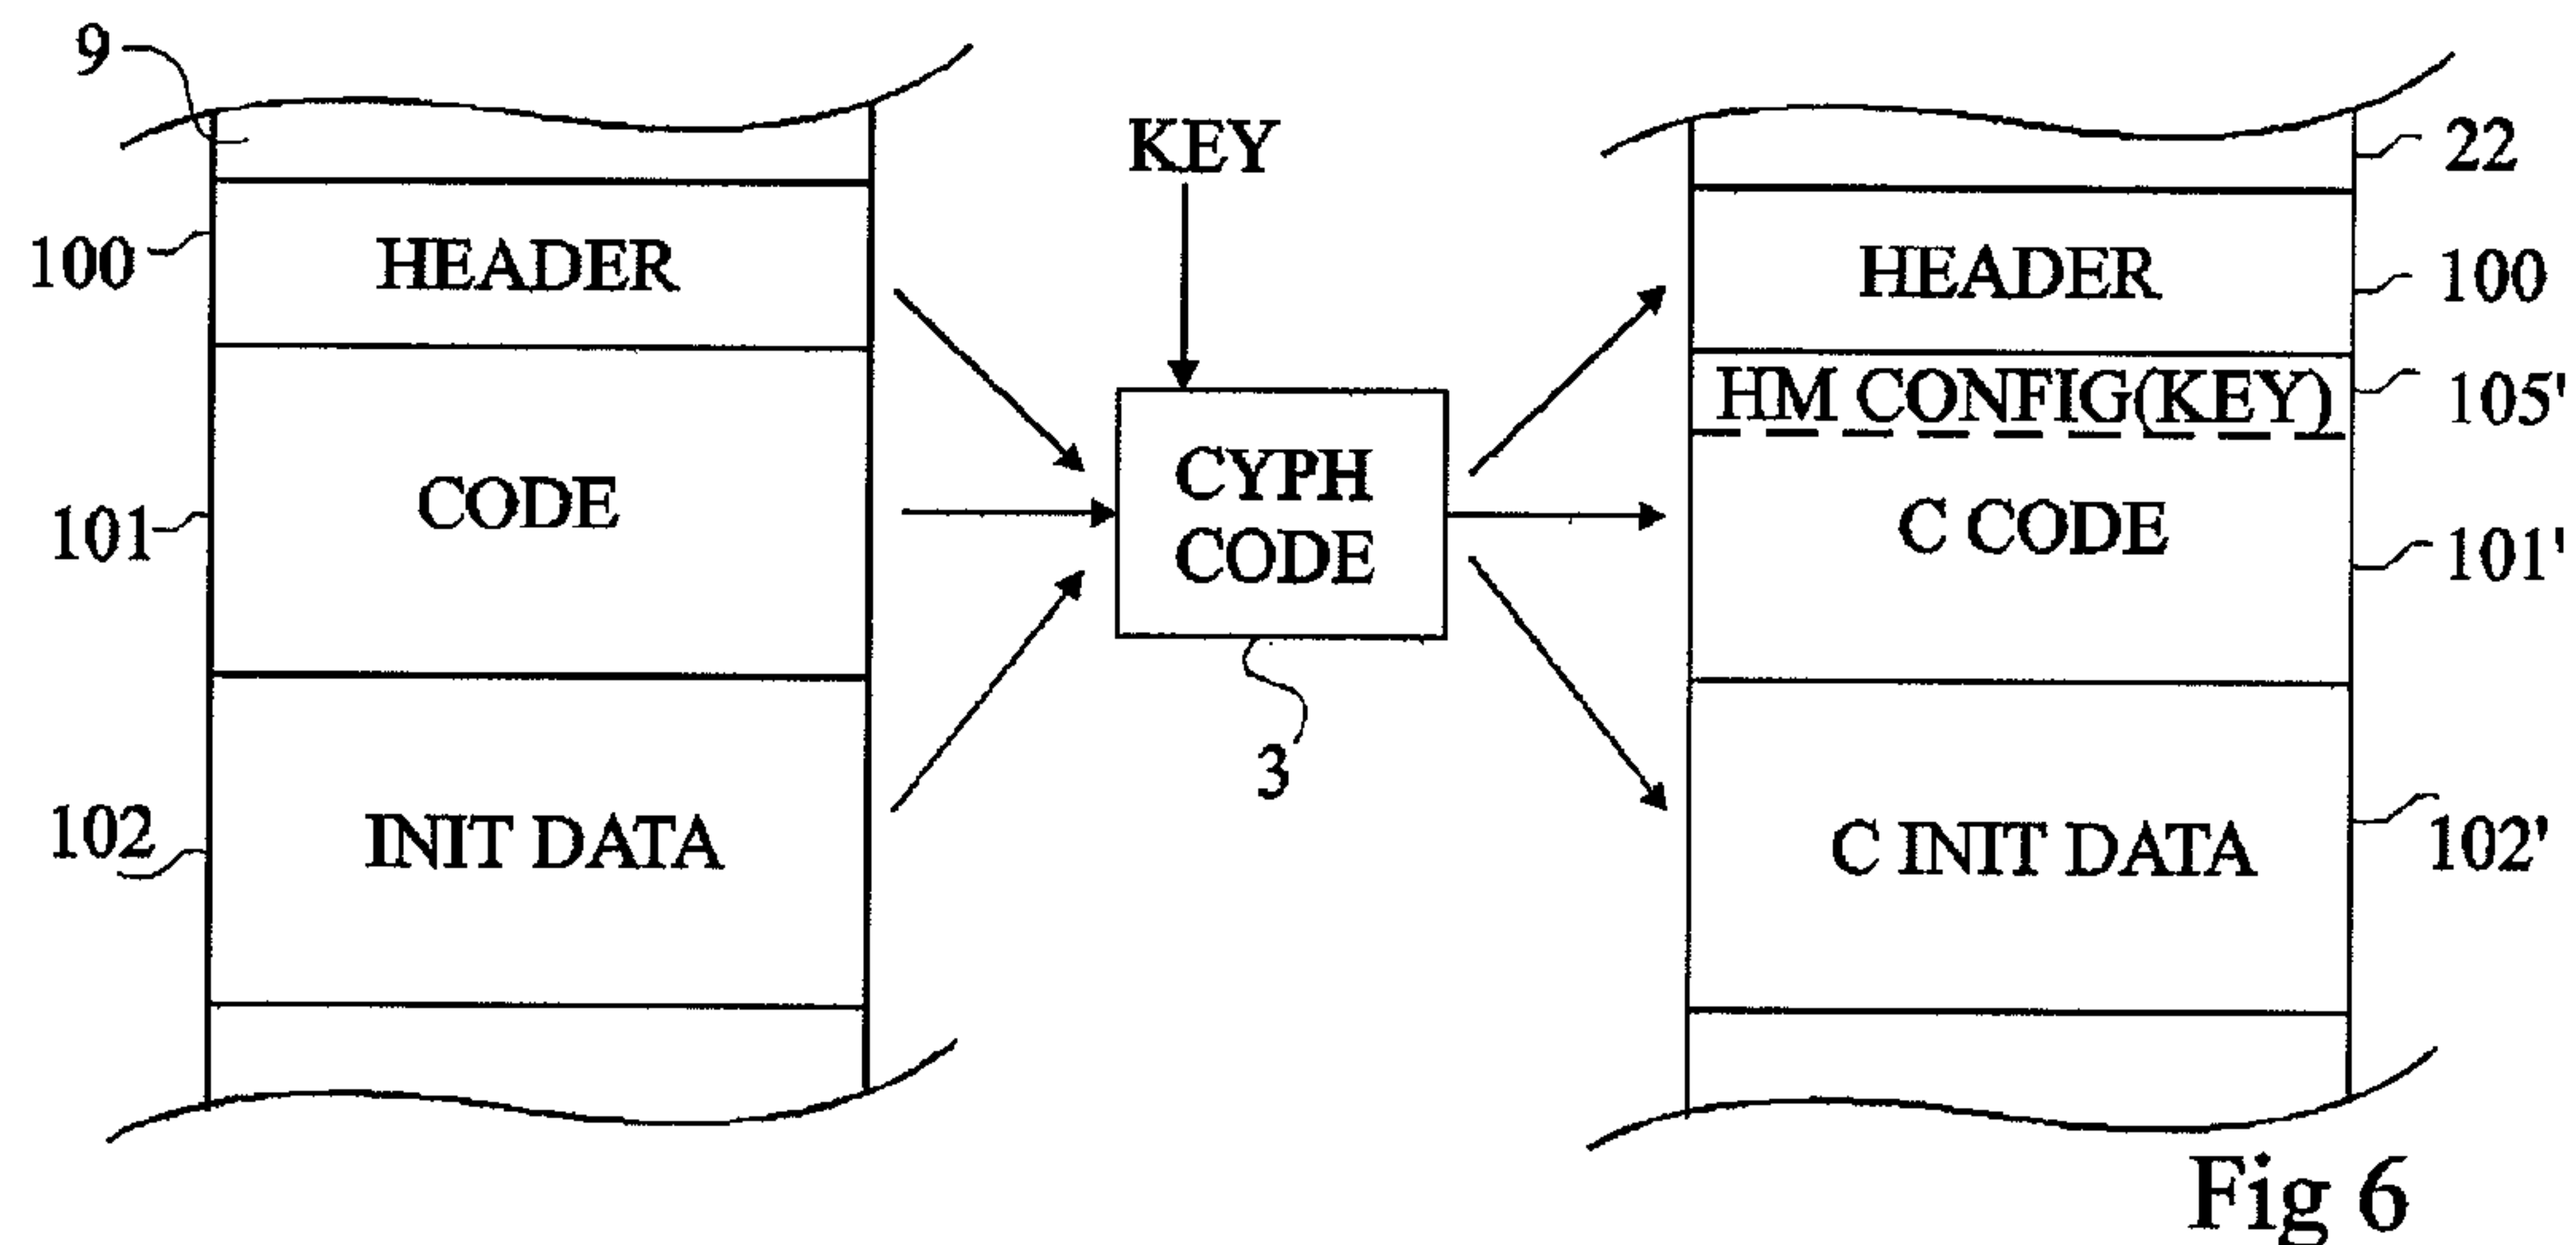 9
100
HEADER
101
CODE
102
INIT DATA
KEY
CYPH
CODE
3
22
HEADER
100
HM CONFIG(KEY)
105'
C CODE
101'
C INIT DATA
102'
Fig 6